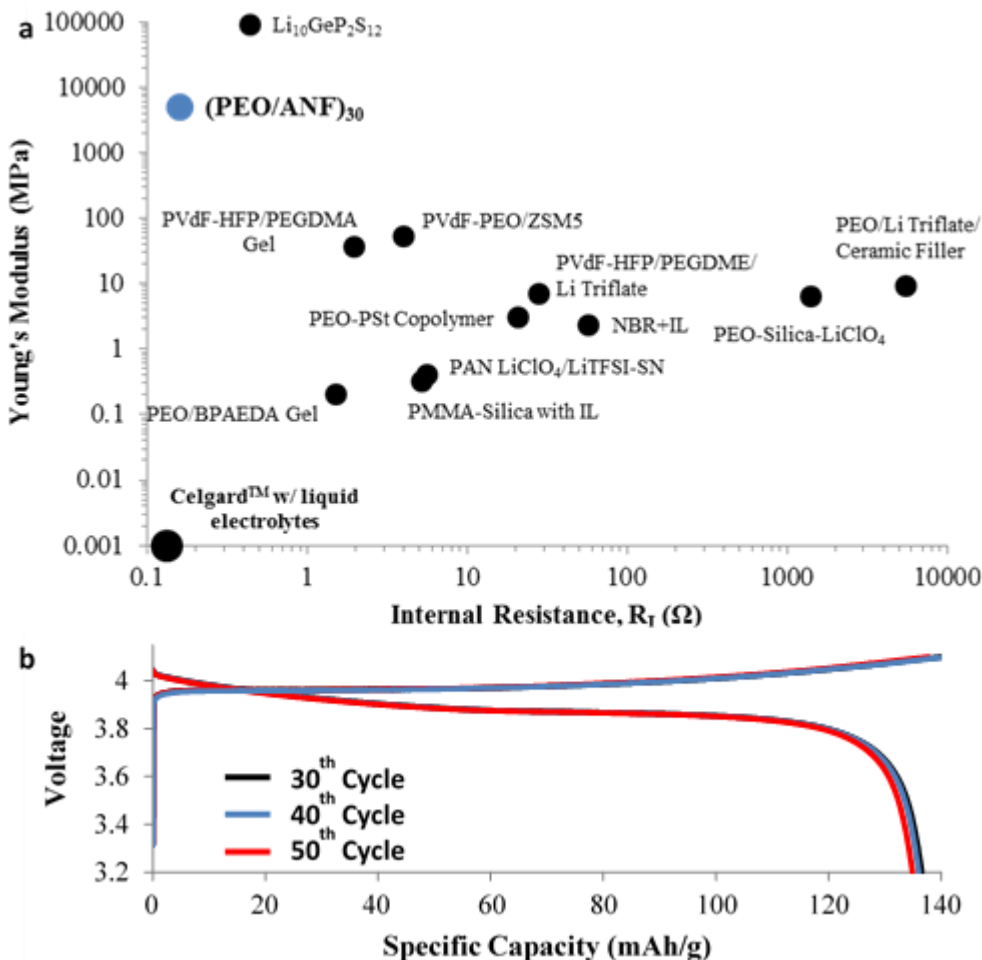 a
Young's Modulus (MPa)
100000
10000
1000
100
10
1
0.1
0.01
0.001
Li₁₀GeP₂S₁₂
(PEO/ANF)₃₀
PVdF-HFP/PEGDMA
Gel
PVdF-PEO/ZSM5
PEO/Li Triflate/
Ceramic Filler
PVdF-HFP/PEGDME/
Li Triflate
PEO-PSt Copolymer
NBR+IL
PEO-Silica-LiClO₄
PAN LiClO₄/LiTFSI-SN
PEO/BPAEDA Gel
PMMA-Silica with IL
Celgard™ w/ liquid
electrolytes
0.1 1 10 100 1000 10000
Internal Resistance, R_I (Ω)
b
Voltage
4
3.8
3.6
3.4
3.2
30th Cycle
40th Cycle
50th Cycle
0 20 40 60 80 100 120 140
Specific Capacity (mAh/g)